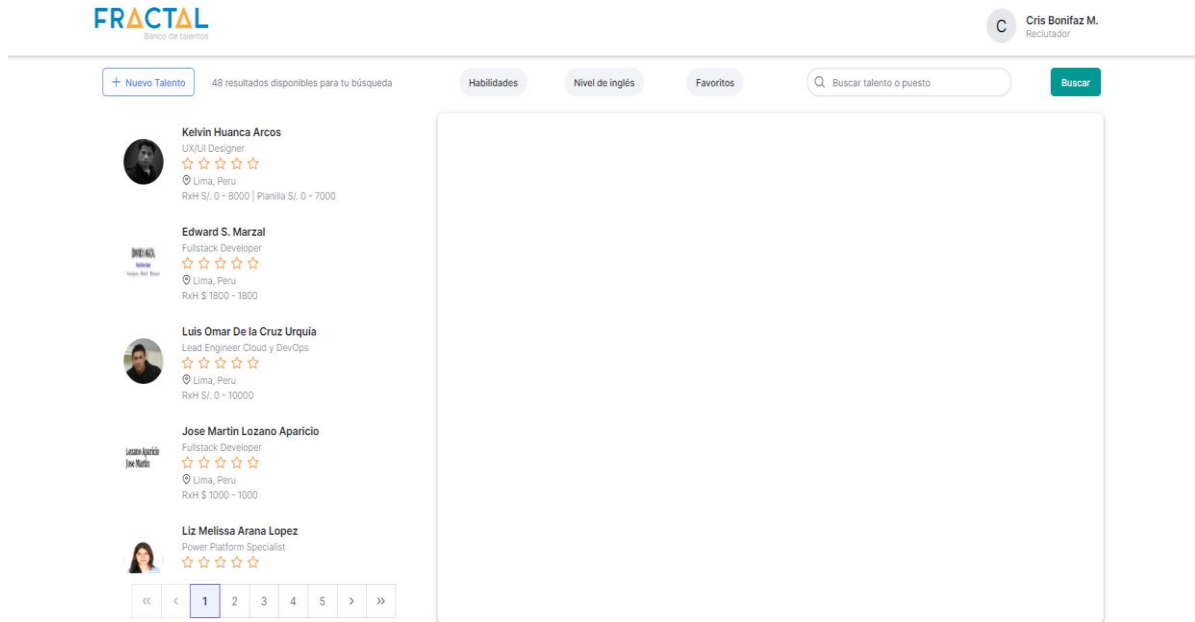 FRACTAL
Banco de talentos
C
Cris Bonifaz M.
Reclutador
+ Nuevo Talento
48 resultados disponibles para tu búsqueda
Habilidades
Nivel de inglés
Favoritos
Buscar talento o puesto
Buscar
Kelvin Huanca Arcos
UX/UI Designer
Lima, Peru
RxH S/. 0 - 8000 | Planilla S/. 0 - 7000
Edward S. Marzal
Fullstack Developer
Lima, Peru
RxH $ 1800 - 1800
Luis Omar De la Cruz Urquía
Lead Engineer Cloud y DevOps
Lima, Peru
RxH S/. 0 - 10000
Lozano Aparicio
Jose Martin
Jose Martin Lozano Aparicio
Fullstack Developer
Lima, Peru
RxH $ 1000 - 1000
Liz Melissa Arana Lopez
Power Platform Specialist
<< < 1 2 3 4 5 > >>